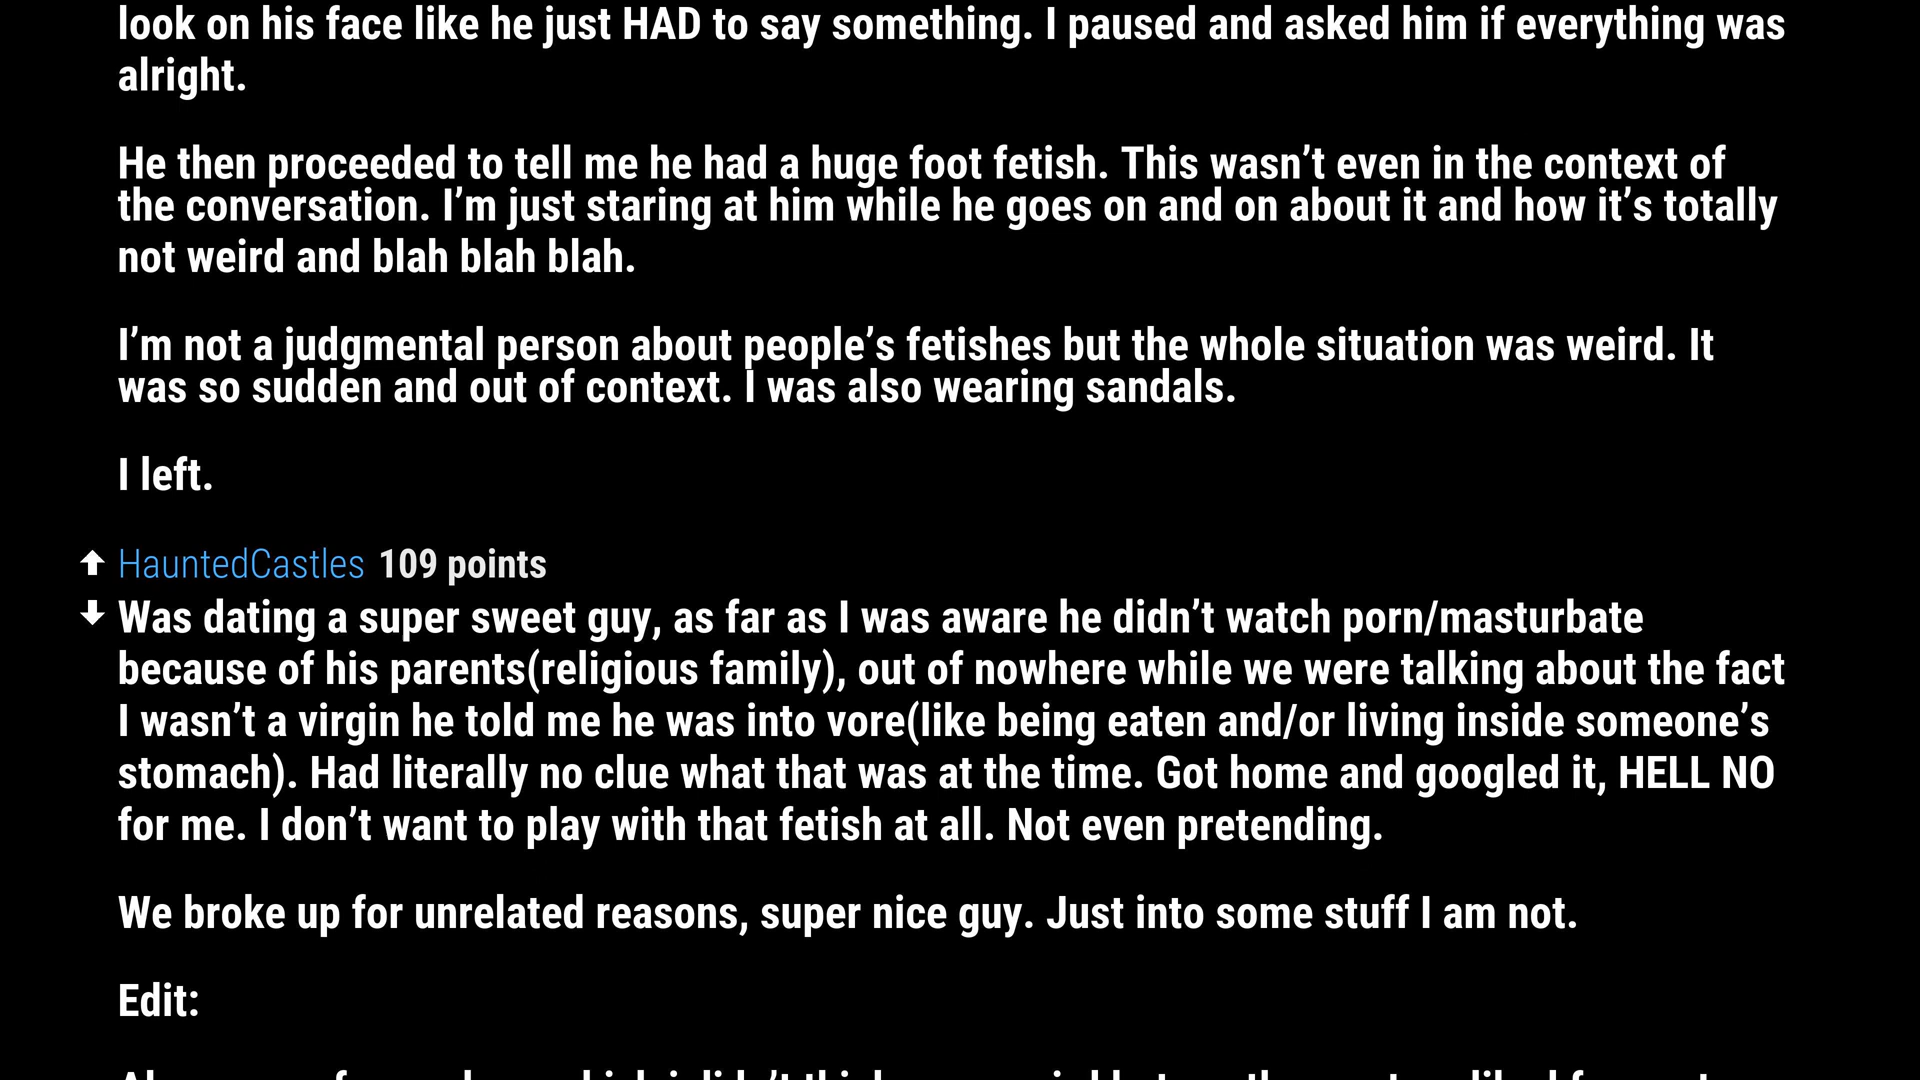 look on his face like he just HAD to say something. I paused and asked him if everything was
alright.
He then proceeded to tell me he had a huge foot fetish. This wasn’t even in the context of
the conversation. I’m just staring at him while he goes on and on about it and how it’s totally
not weird and blah blah blah.
I’m not a judgmental person about people’s fetishes but the whole situation was weird. It
was so sudden and out of context. I was also wearing sandals.
I left.
HauntedCastles 109 points
Was dating a super sweet guy, as far as I was aware he didn’t watch porn/masturbate
because of his parents(religious family), out of nowhere while we were talking about the fact
I wasn’t a virgin he told me he was into vore(like being eaten and/or living inside someone’s
stomach). Had literally no clue what that was at the time. Got home and googled it, HELL NO
for me. I don’t want to play with that fetish at all. Not even pretending.
We broke up for unrelated reasons, super nice guy. Just into some stuff I am not.
Edit: